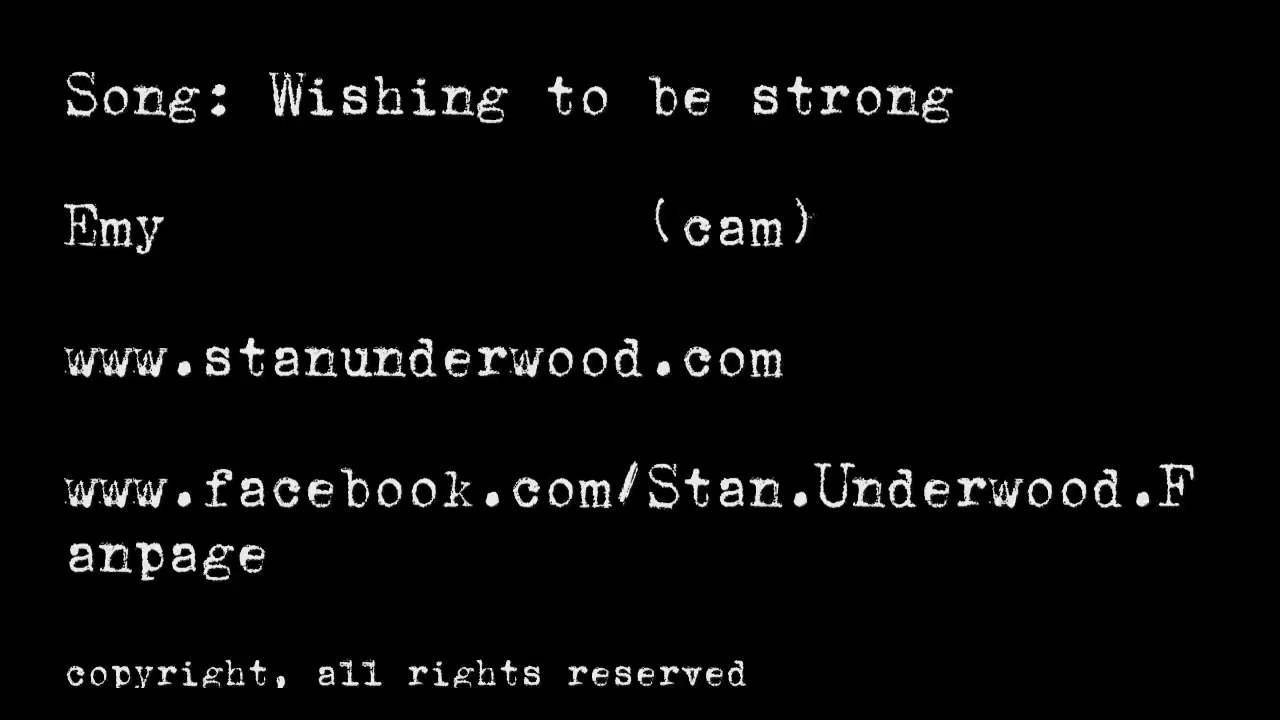 Song: Wishing to be strong
Emy (cam)
www.stanunderwood.com
www.facebook.com/Stan.Underwood.F
anpage
copyright, all rights reserved